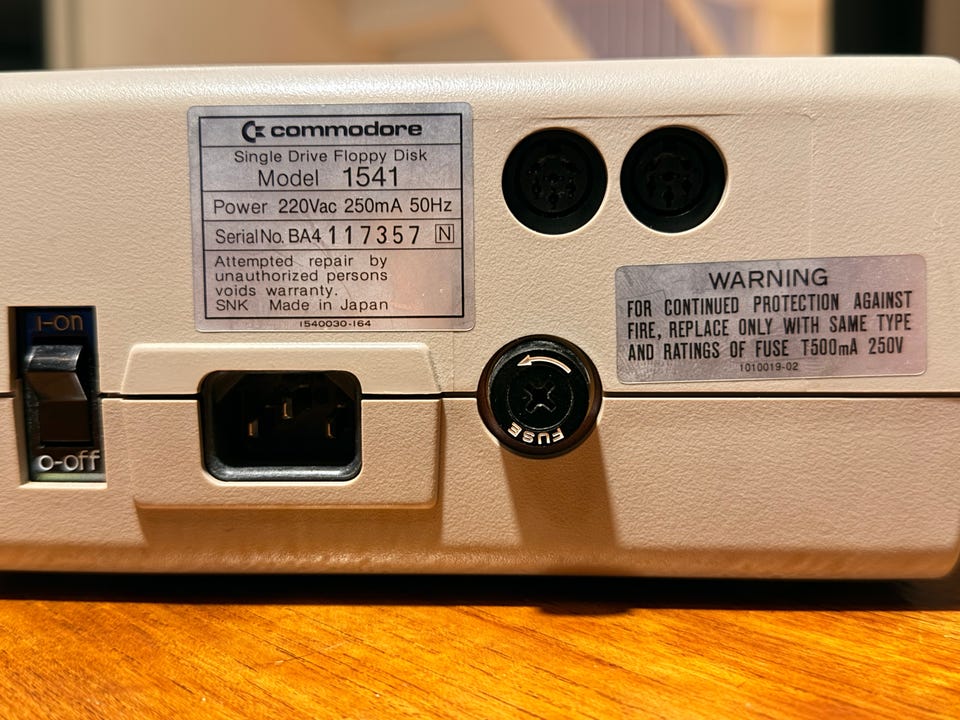 commodore
Single Drive Floppy Disk
Model 1541
Power 220Vac 250mA 50Hz
Serial No. BA4 117357 N
Attempted repair by
unauthorized persons
voids warranty.
SNK Made in Japan
1540030-164
WARNING
FOR CONTINUED PROTECTION AGAINST
FIRE, REPLACE ONLY WITH SAME TYPE
AND RATINGS OF FUSE T500mA 250V
1010019-02
I-on
o-off
FUSE